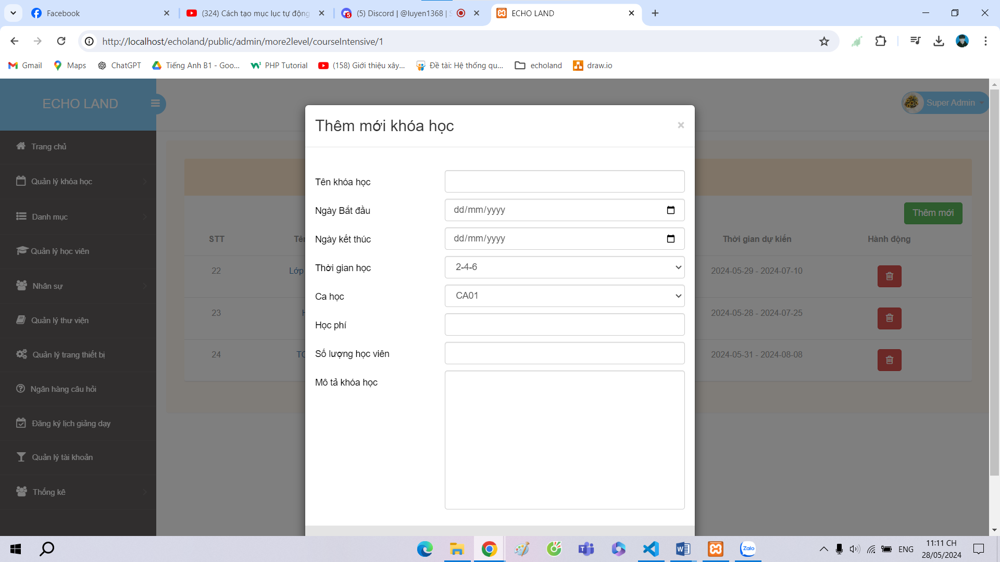 Facebook
(324) Cách tạo mục lục tự động
(5) Discord | @luyen1368 | S
ECHO LAND
http://localhost/echoland/public/admin/more2level/courseIntensive/1
Gmail
Maps
ChatGPT
Tiếng Anh B1 - Goo...
PHP Tutorial
(158) Giới thiệu xây...
Đề tài: Hệ thống qu...
echoland
draw.io
ECHO LAND
Super Admin
Trang chủ
Quản lý khóa học
Danh mục
Quản lý học viên
Nhân sự
Quản lý thư viện
Quản lý trang thiết bị
Ngân hàng câu hỏi
Đăng ký lịch giảng dạy
Quản lý tài khoản
Thống kê
Thêm mới khóa học
×
Tên khóa học
Ngày Bắt đầu
dd/mm/yyyy
Ngày kết thúc
dd/mm/yyyy
Thời gian học
2-4-6
Ca học
CA01
Học phí
Số lượng học viên
Mô tả khóa học
Thêm mới
STT
Tên
Thời gian dự kiến
Hành động
22
Lớp
2024-05-29 - 2024-07-10
23
2024-05-28 - 2024-07-25
24
2024-05-31 - 2024-08-08
Zalo
ENG
11:11 CH
28/05/2024